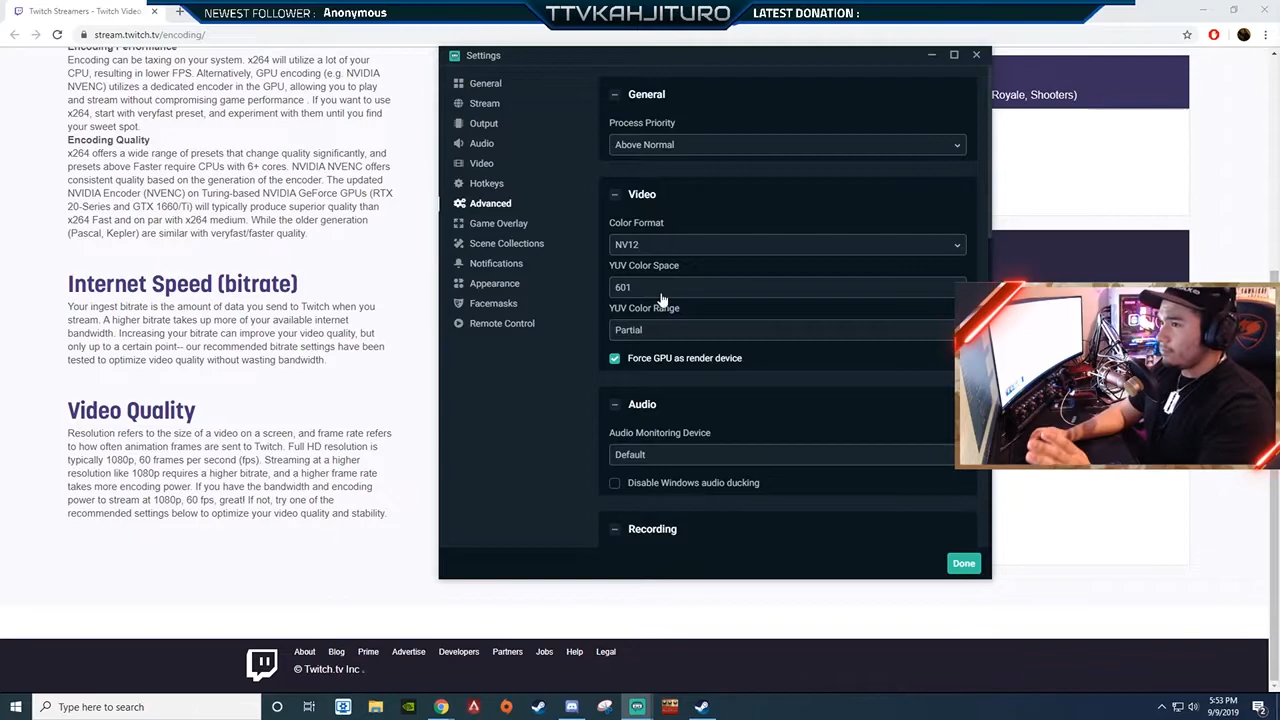 NEWEST FOLLOWER : Anonymous
TTVKAHJITURO
LATEST DONATION :
Twitch Streamers - Twitch Video
stream.twitch.tv/encoding/
Encoding Performance
Encoding can be taxing on your system. x264 will utilize a lot of your
CPU, resulting in lower FPS. Alternatively, GPU encoding (e.g. NVIDIA
NVENC) utilizes a dedicated encoder in the GPU, allowing you to play
and stream without compromising game performance . If you want to use
x264, start with veryfast preset, and experiment with them until you find
your sweet spot.
Encoding Quality
x264 offers a wide range of presets that change quality significantly, and
presets above Faster require CPUs with 6+ cores. NVIDIA NVENC offers
consistent quality based on the generation of the encoder. The updated
NVIDIA Encoder (NVENC) on Turing-based NVIDIA GeForce GPUs (RTX
20-Series and GTX 1660/Ti) will typically produce superior quality than
x264 Fast and on par with x264 medium. While the older generation
(Pascal, Kepler) are similar with veryfast/faster quality.
Internet Speed (bitrate)
Your ingest bitrate is the amount of data you send to Twitch when you
stream. A higher bitrate takes up more of your available internet
bandwidth. Increasing your bitrate can improve your video quality, but
only up to a certain point-- our recommended bitrate settings have been
tested to optimize video quality without wasting bandwidth.
Video Quality
Resolution refers to the size of a video on a screen, and frame rate refers
to how often animation frames are sent to Twitch. Full HD resolution is
typically 1080p, 60 frames per second (fps). Streaming at a higher
resolution like 1080p requires a higher bitrate, and a higher frame rate
takes more encoding power. If you have the bandwidth and encoding
power to stream at 1080p, 60 fps, great! If not, try one of the
recommended settings below to optimize your video quality and stability.
Settings
General
Stream
Output
Audio
Video
Hotkeys
Advanced
Game Overlay
Scene Collections
Notifications
Appearance
Facemasks
Remote Control
General
Process Priority
Above Normal
Video
Color Format
NV12
YUV Color Space
601
YUV Color Range
Partial
Force GPU as render device
Audio
Audio Monitoring Device
Default
Disable Windows audio ducking
Recording
Done
Royale, Shooters)
About Blog Prime Advertise Developers Partners Jobs Help Legal
© Twitch.tv Inc .
Type here to search
5:53 PM
9/9/2019
2